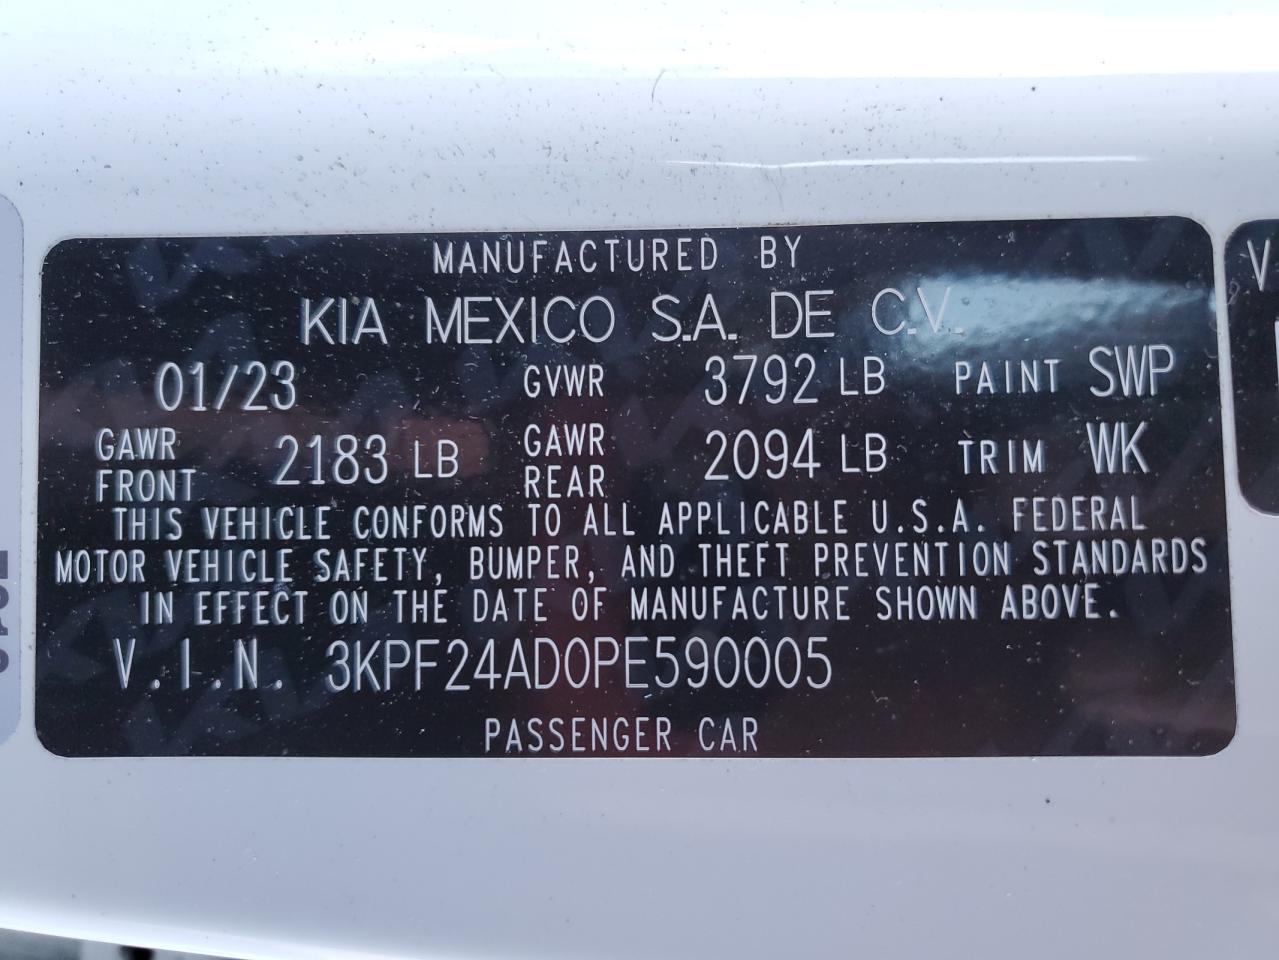 MANUFACTURED BY
KIA MEXICO S.A. DE C.V.
01/23 GVWR 3792 LB PAINT SWP
GAWR FRONT 2183 LB GAWR REAR 2094 LB TRIM WK
THIS VEHICLE CONFORMS TO ALL APPLICABLE U.S.A. FEDERAL
MOTOR VEHICLE SAFETY, BUMPER, AND THEFT PREVENTION STANDARDS
IN EFFECT ON THE DATE OF MANUFACTURE SHOWN ABOVE.
V.I.N. 3KPF24AD0PE590005
PASSENGER CAR